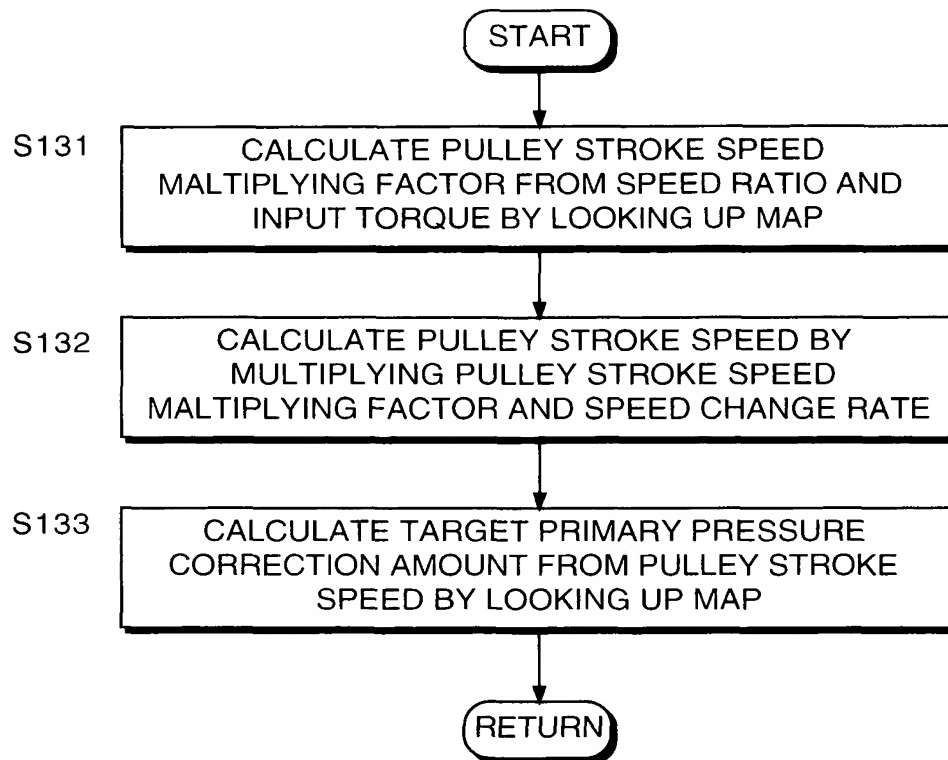 START
S131
CALCULATE PULLEY STROKE SPEED
MALTIPLYING FACTOR FROM SPEED RATIO AND
INPUT TORQUE BY LOOKING UP MAP
S132
CALCULATE PULLEY STROKE SPEED BY
MULTIPLYING PULLEY STROKE SPEED
MALTIPLYING FACTOR AND SPEED CHANGE RATE
S133
CALCULATE TARGET PRIMARY PRESSURE
CORRECTION AMOUNT FROM PULLEY STROKE
SPEED BY LOOKING UP MAP
RETURN